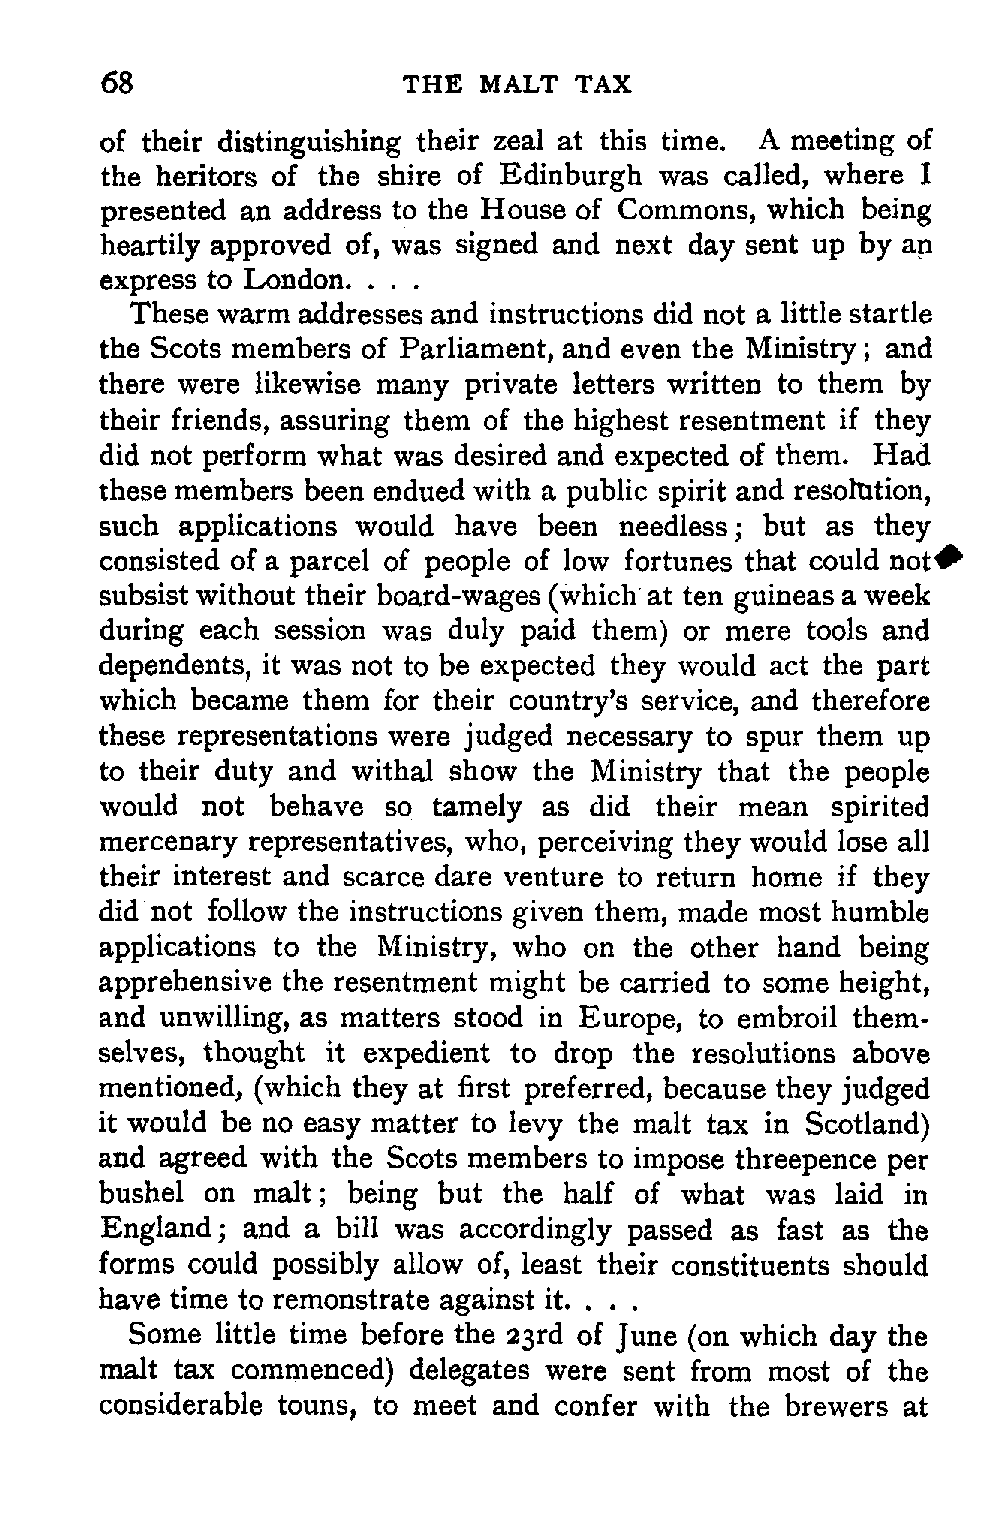 68 THE MALT TAX
of their distinguishing their zeal at this time. A meeting of
the heritors of the shire of Edinburgh was called, where I
presented an address to the House of Commons, which being
heartily approved of, was signed and next day sent up by an
express to London. . . .
These warm addresses and instructions did not a little startle
the Scots members of Parliament, and even the Ministry; and
there were likewise many private letters written to them by
their friends, assuring them of the highest resentment if they
did not perform what was desired and expected of them. Had
these members been endued with a public spirit and resolution,
such applications would have been needless; but as they
consisted of a parcel of people of low fortunes that could not
subsist without their board-wages (which at ten guineas a week
during each session was duly paid them) or mere tools and
dependents, it was not to be expected they would act the part
which became them for their country's service, and therefore
these representations were judged necessary to spur them up
to their duty and withal show the Ministry that the people
would not behave so tamely as did their mean spirited
mercenary representatives, who, perceiving they would lose all
their interest and scarce dare venture to return home if they
did not follow the instructions given them, made most humble
applications to the Ministry, who on the other hand being
apprehensive the resentment might be carried to some height,
and unwilling, as matters stood in Europe, to embroil them-
selves, thought it expedient to drop the resolutions above
mentioned, (which they at first preferred, because they judged
it would be no easy matter to levy the malt tax in Scotland)
and agreed with the Scots members to impose threepence per
bushel on malt; being but the half of what was laid in
England; and a bill was accordingly passed as fast as the
forms could possibly allow of, least their constituents should
have time to remonstrate against it. . . .
Some little time before the 23rd of June (on which day the
malt tax commenced) delegates were sent from most of the
considerable touns, to meet and confer with the brewers at